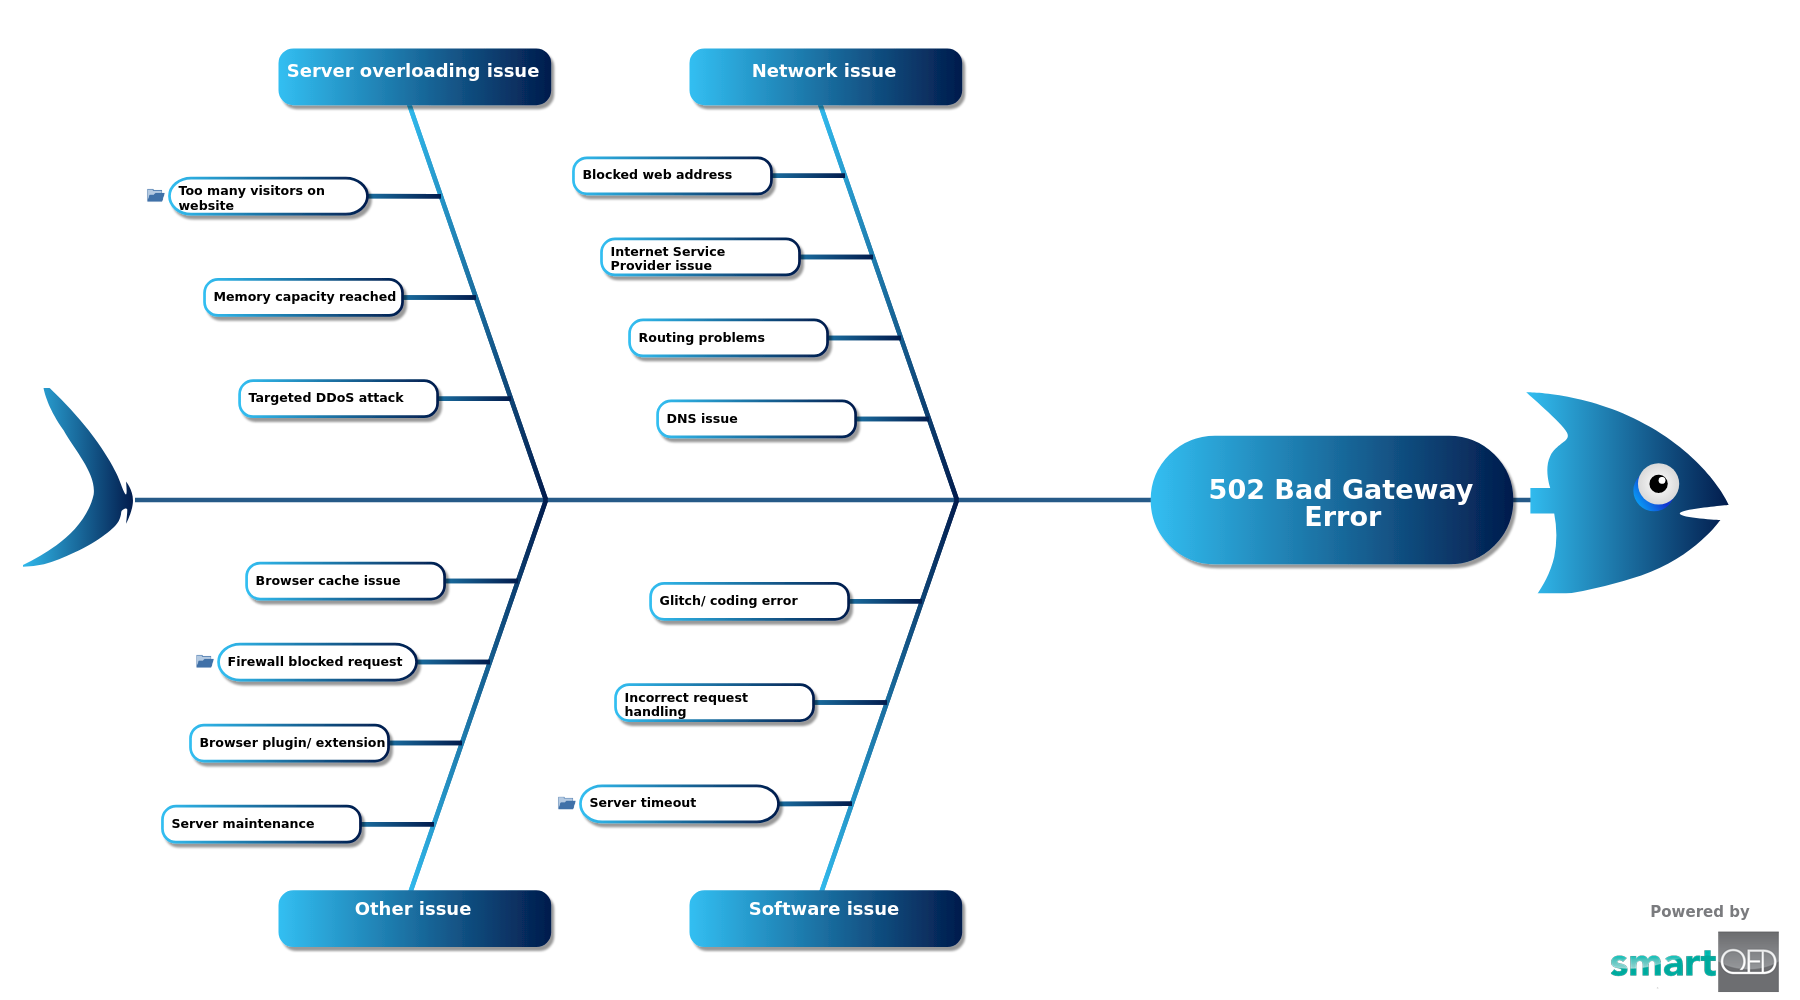 Server overloading issue
Network issue
Too many visitors on
website
Memory capacity reached
Targeted DDoS attack
Blocked web address
Internet Service
Provider issue
Routing problems
DNS issue
502 Bad Gateway
Error
Browser cache issue
Firewall blocked request
Browser plugin/ extension
Server maintenance
Glitch/ coding error
Incorrect request
handling
Server timeout
Other issue
Software issue
Powered by
smartQED